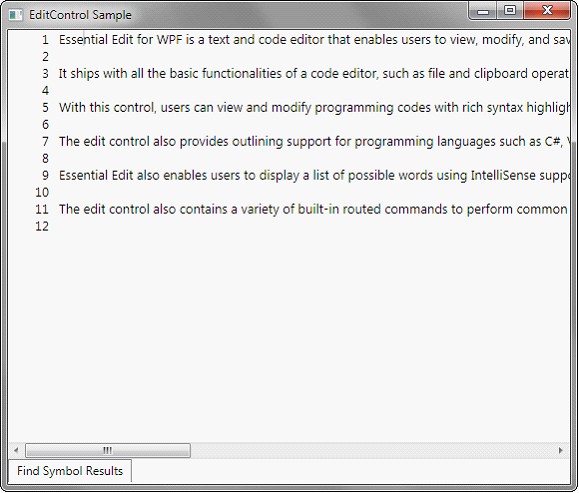 EditControl Sample
1 Essential Edit for WPF is a text and code editor that enables users to view, modify, and sav
2
3 It ships with all the basic functionalities of a code editor, such as file and clipboard operat
4
5 With this control, users can view and modify programming codes with rich syntax highligh
6
7 The edit control also provides outlining support for programming languages such as C#, V
8
9 Essential Edit also enables users to display a list of possible words using IntelliSense suppo
10
11 The edit control also contains a variety of built-in routed commands to perform common
12
Find Symbol Results